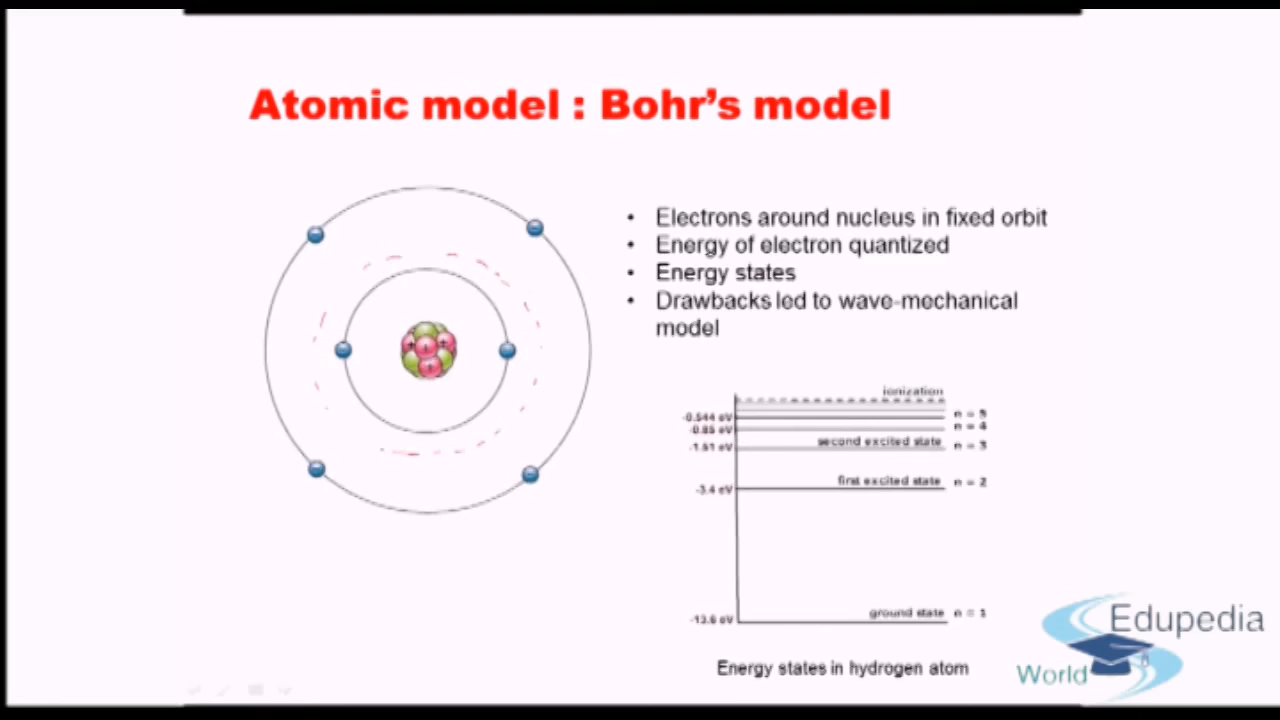 Atomic model : Bohr's model
• Electrons around nucleus in fixed orbit
• Energy of electron quantized
• Energy states
• Drawbacks led to wave-mechanical
model
ionization
-0.544 eV n = 5
-0.85 eV n = 4
-1.51 eV second excited state n = 3
-3.4 eV first excited state n = 2
-13.6 eV ground state n = 1
Energy states in hydrogen atom
Edupedia
World